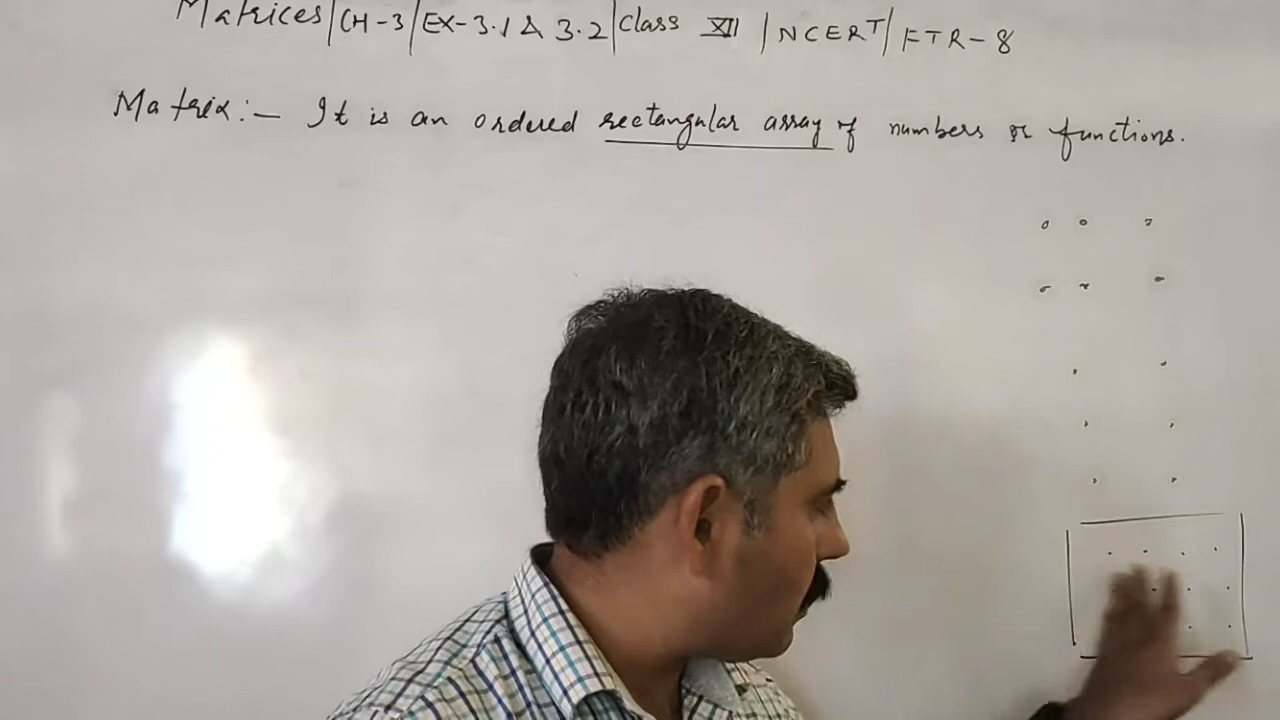 Matrices/CH-3/EX-3.1 & 3.2/Class XII/NCERT/FTR-8
Matrix:- It is an ordered rectangular array of numbers or functions.